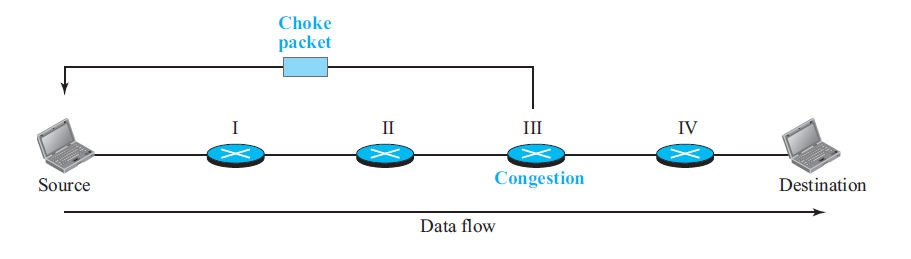 Choke
packet
I
II
III
IV
Source
Congestion
Destination
Data flow